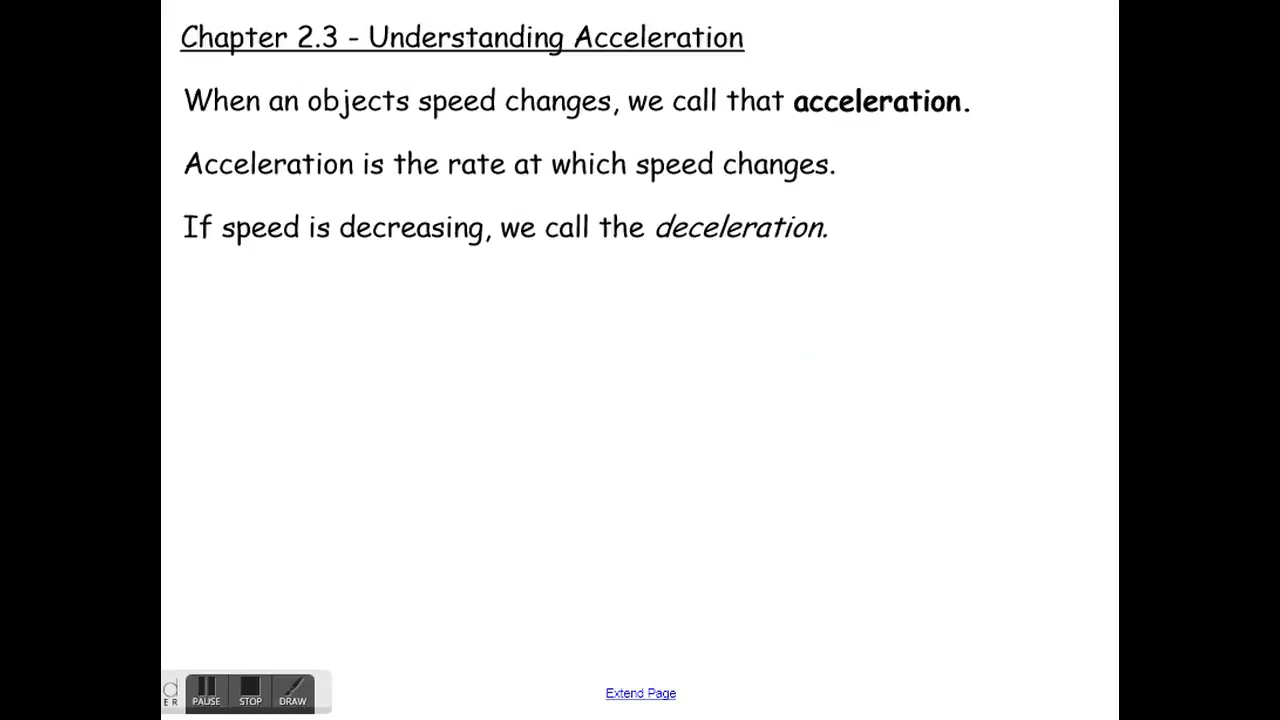 Chapter 2.3 - Understanding Acceleration
When an objects speed changes, we call that acceleration.
Acceleration is the rate at which speed changes.
If speed is decreasing, we call the deceleration.
d
ER
PAUSE STOP DRAW
Extend Page